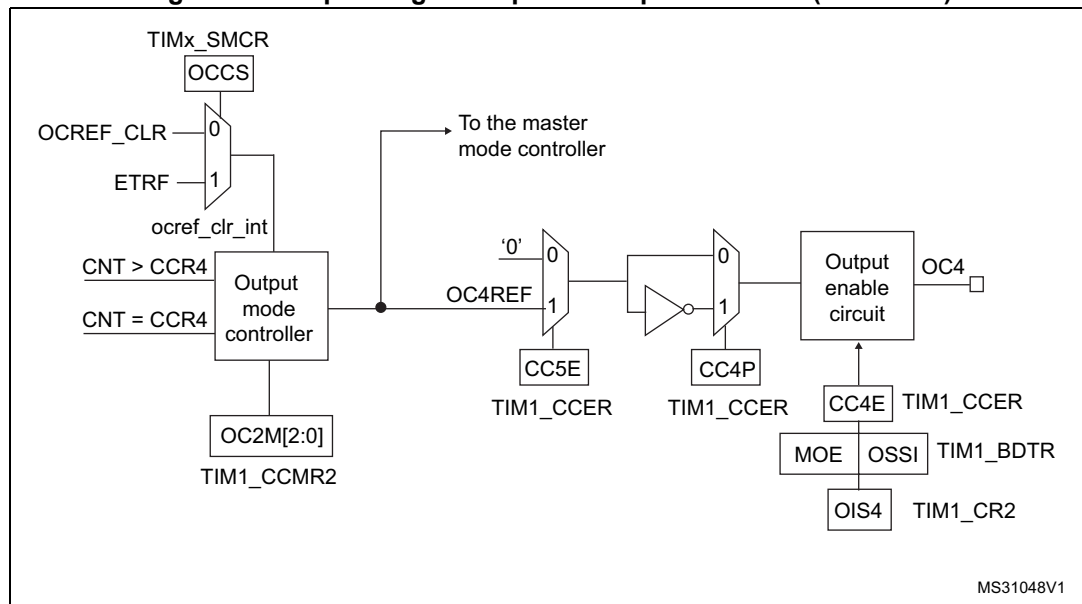 TIMx_SMCR
OCCS
OCREF_CLR
0
ETRF
1
ocref_clr_int
To the master
mode controller
CNT > CCR4
CNT = CCR4
Output
mode
controller
OC2M[2:0]
TIM1_CCMR2
'0'
0
OC4REF
1
CC5E
TIM1_CCER
0
1
CC4P
TIM1_CCER
Output
enable
circuit
OC4
CC4E
TIM1_CCER
MOE
OSSI
TIM1_BDTR
OIS4
TIM1_CR2
MS31048V1